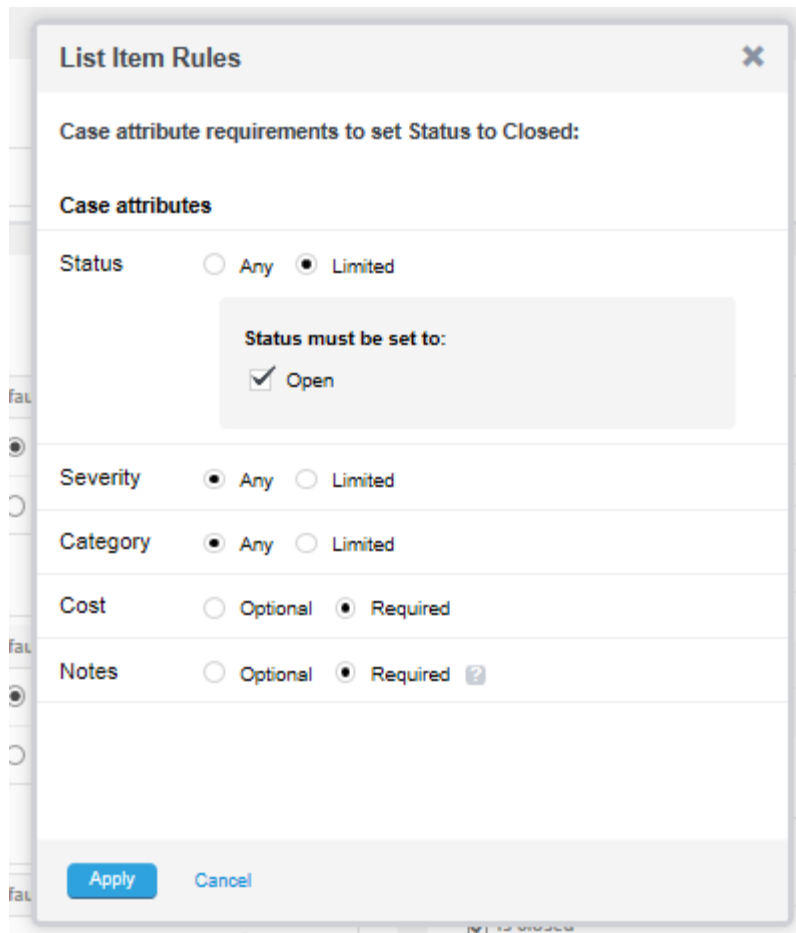 List Item Rules
Case attribute requirements to set Status to Closed:
Case attributes
Status Any Limited
Status must be set to:
Open
Severity Any Limited
Category Any Limited
Cost Optional Required
Notes Optional Required ?
Apply Cancel